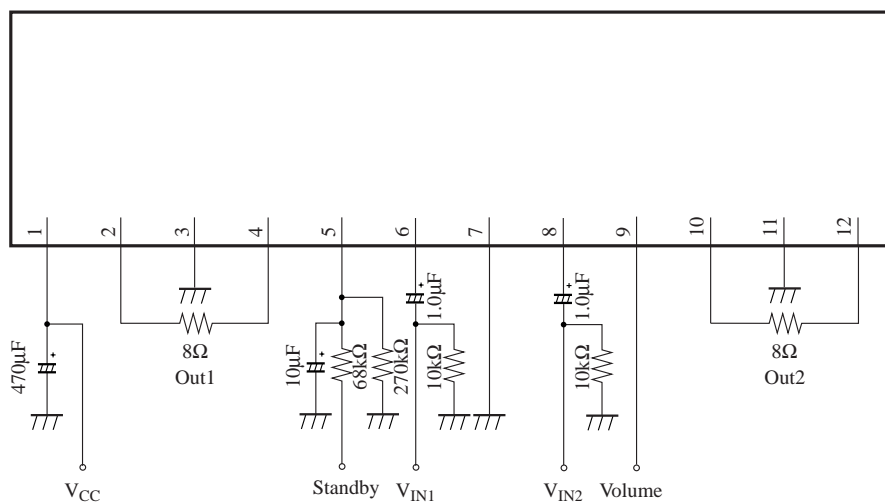 1
2
3
4
5
6
7
8
9
10
11
12
470µF
8Ω
Out1
10µF
68kΩ
270kΩ
1.0µF
10kΩ
1.0µF
10kΩ
8Ω
Out2
VCC
Standby
VIN1
VIN2
Volume